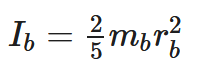 $I_b = \frac{2}{5} m_b r_b^2$